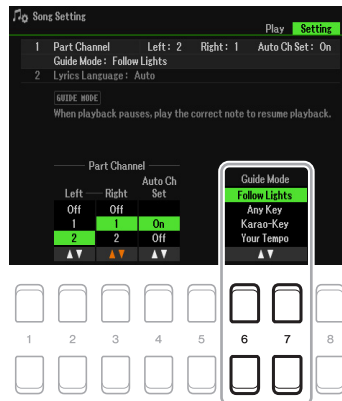 Song Setting
Play Setting
1 Part Channel Left: 2 Right: 1 Auto Ch Set: On
Guide Mode: Follow Lights
2 Lyrics Language: Auto
GUIDE MODE
When playback pauses, play the correct note to resume playback.
Part Channel
Left Right Auto Ch Set
Off Off
1 1 On
2 2 Off
Guide Mode
Follow Lights
Any Key
Karao-Key
Your Tempo
1 2 3 4 5 6 7 8